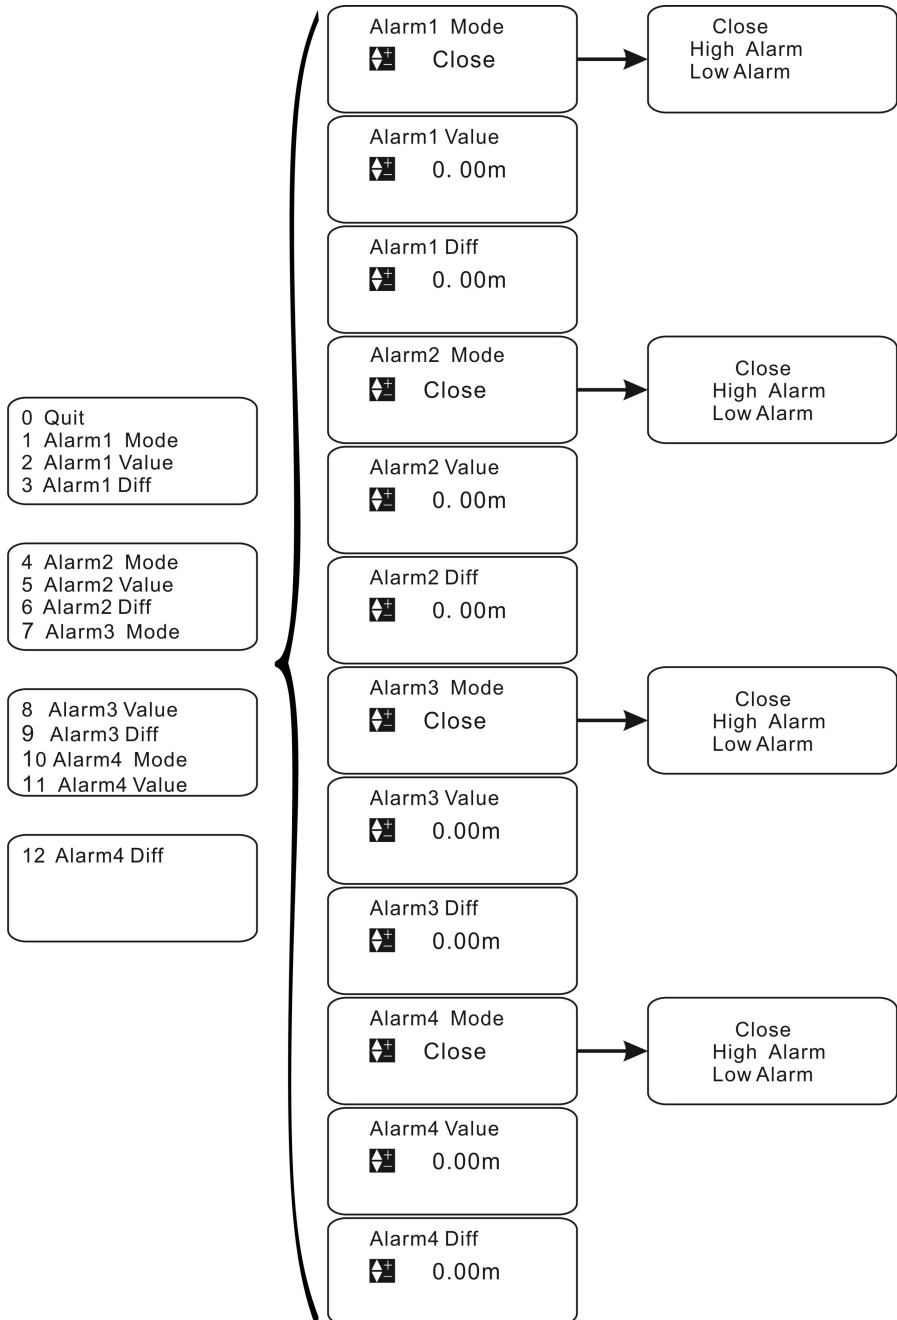 0 Quit
1 Alarm1 Mode
2 Alarm1 Value
3 Alarm1 Diff
4 Alarm2 Mode
5 Alarm2 Value
6 Alarm2 Diff
7 Alarm3 Mode
8 Alarm3 Value
9 Alarm3 Diff
10 Alarm4 Mode
11 Alarm4 Value
12 Alarm4 Diff
Alarm1 Mode
Close
Close
High Alarm
Low Alarm
Alarm1 Value
0. 00m
Alarm1 Diff
0. 00m
Alarm2 Mode
Close
Close
High Alarm
Low Alarm
Alarm2 Value
0. 00m
Alarm2 Diff
0. 00m
Alarm3 Mode
Close
Close
High Alarm
Low Alarm
Alarm3 Value
0.00m
Alarm3 Diff
0.00m
Alarm4 Mode
Close
Close
High Alarm
Low Alarm
Alarm4 Value
0.00m
Alarm4 Diff
0.00m